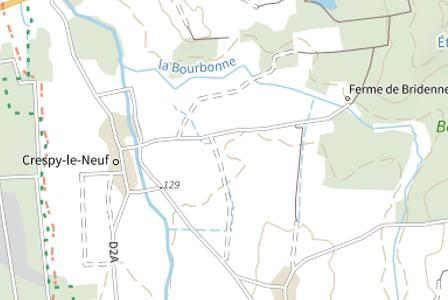 la Bourbonne
Ferme de Bridenne
Crespy-le-Neuf
129
D2A